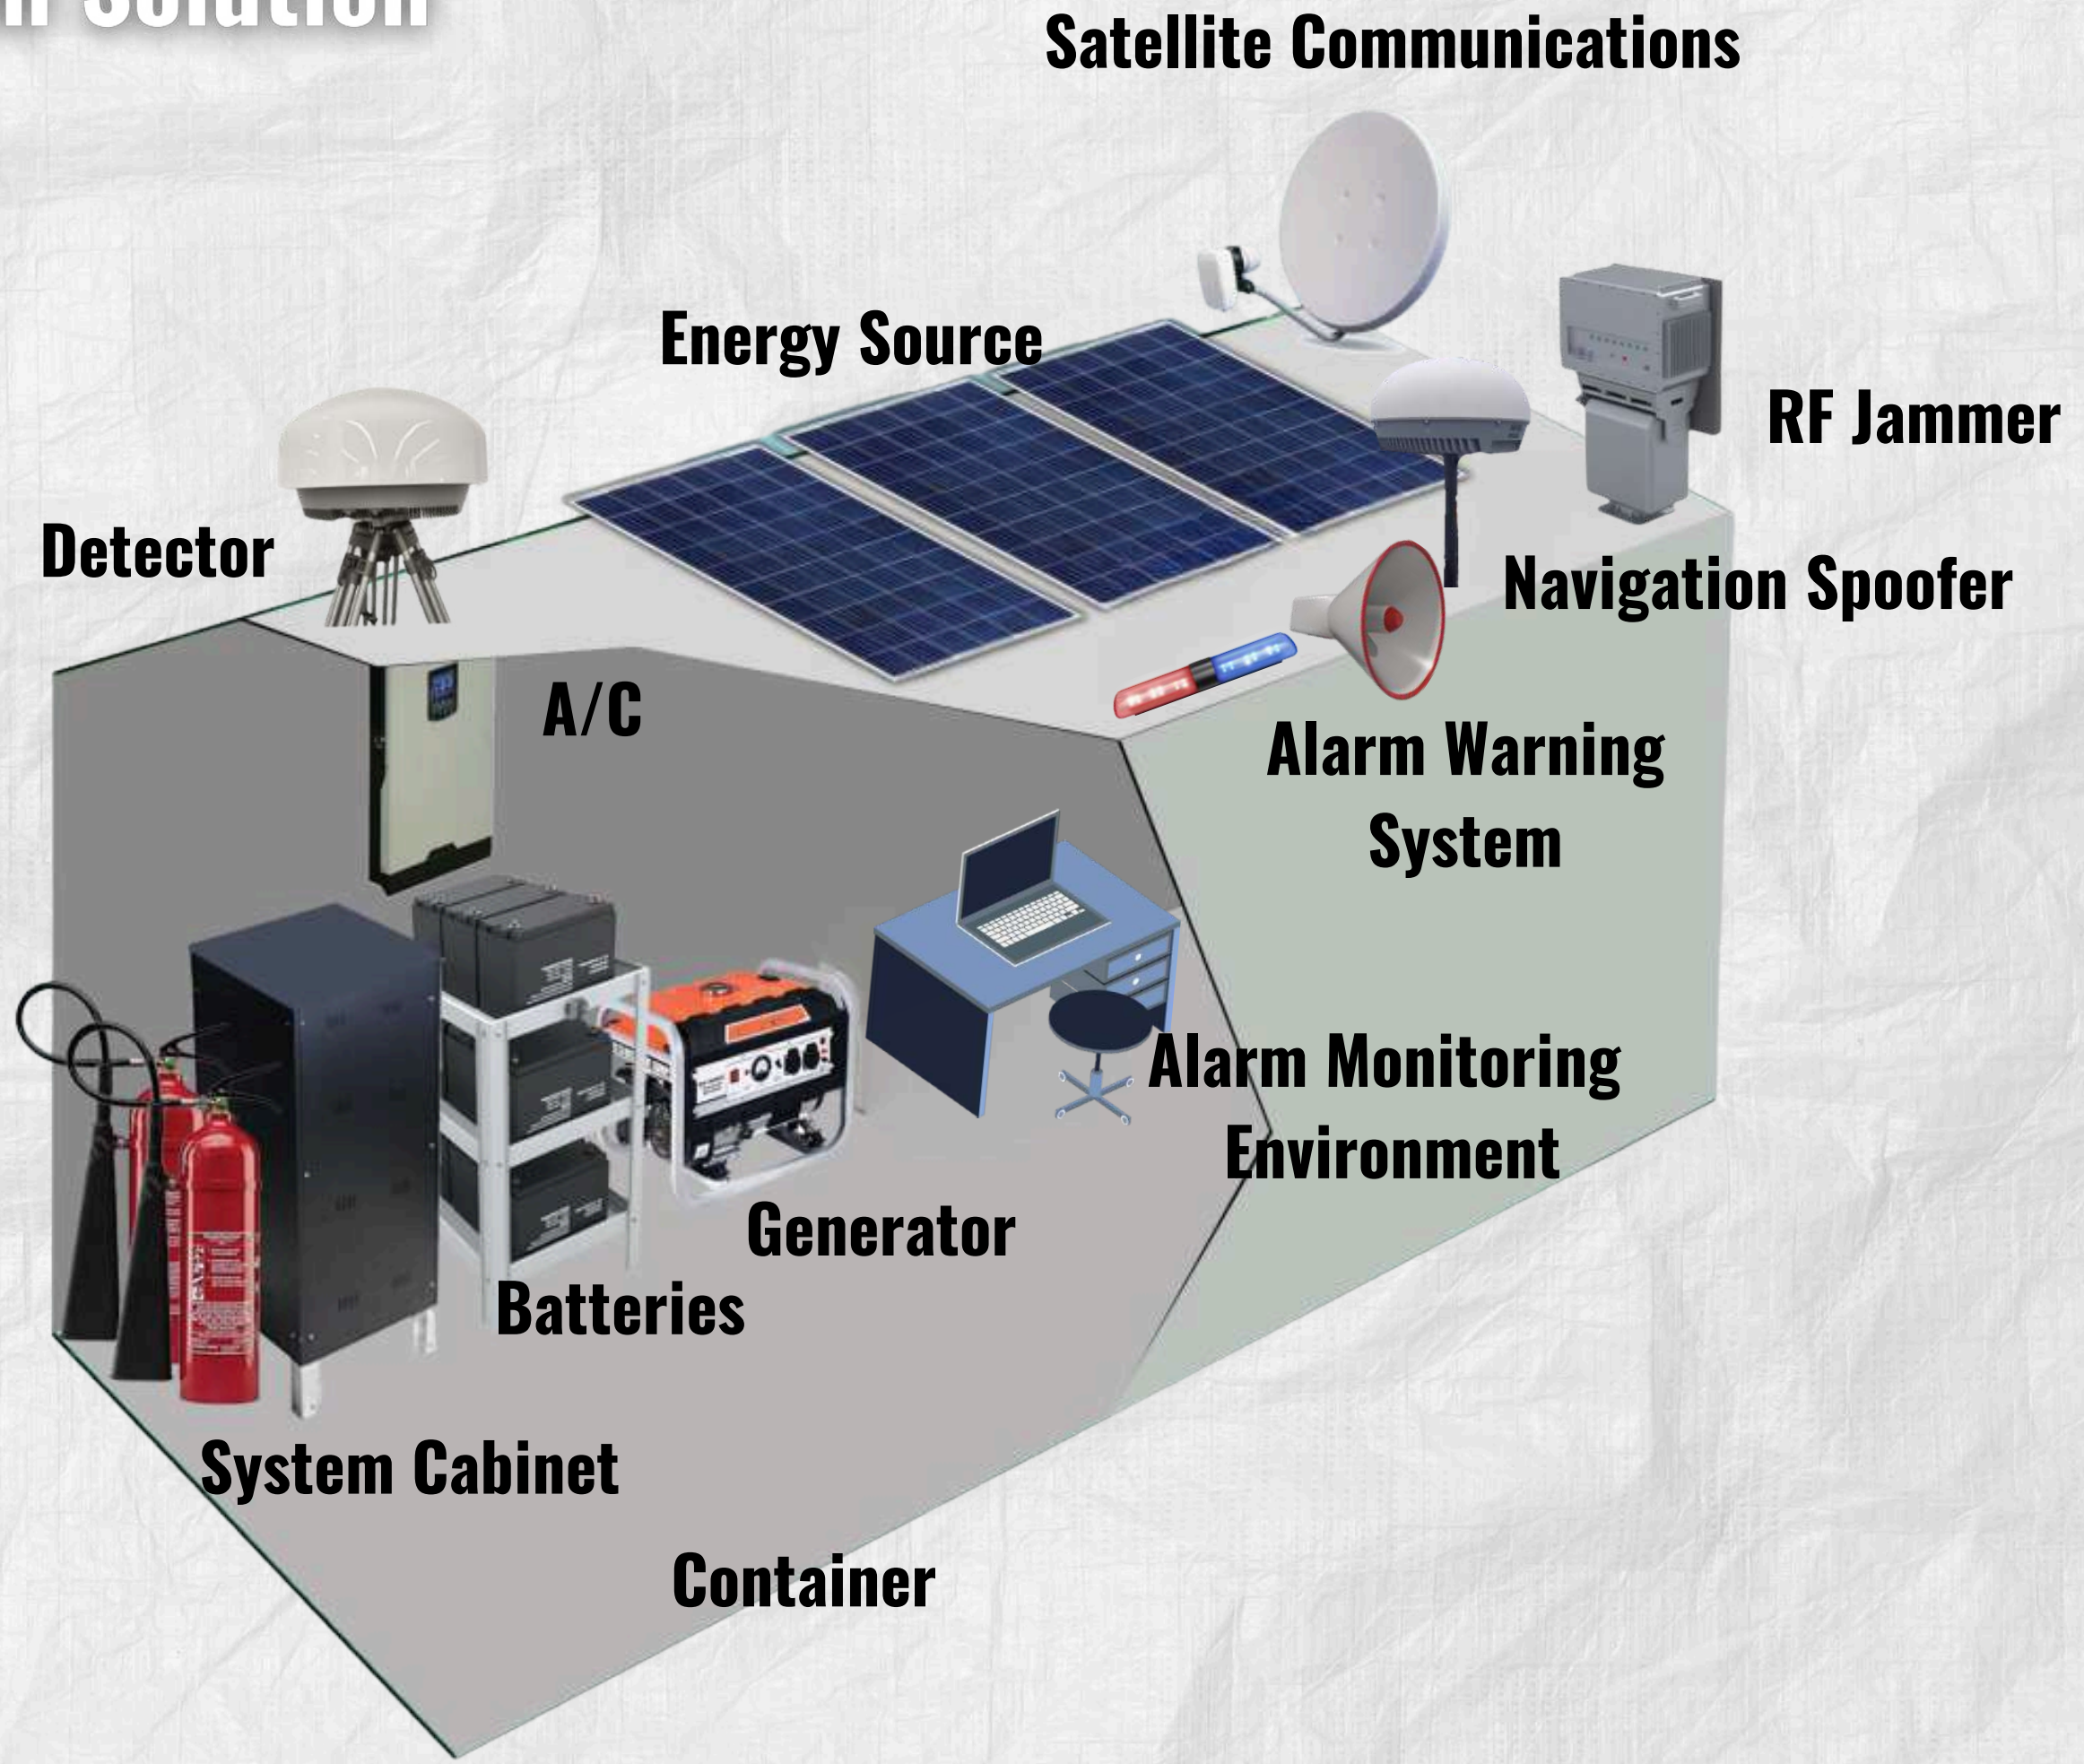 Solution
Satellite Communications
Energy Source
RF Jammer
Detector
Navigation Spoofer
A/C
Alarm Warning
System
Alarm Monitoring
Environment
Generator
Batteries
System Cabinet
Container